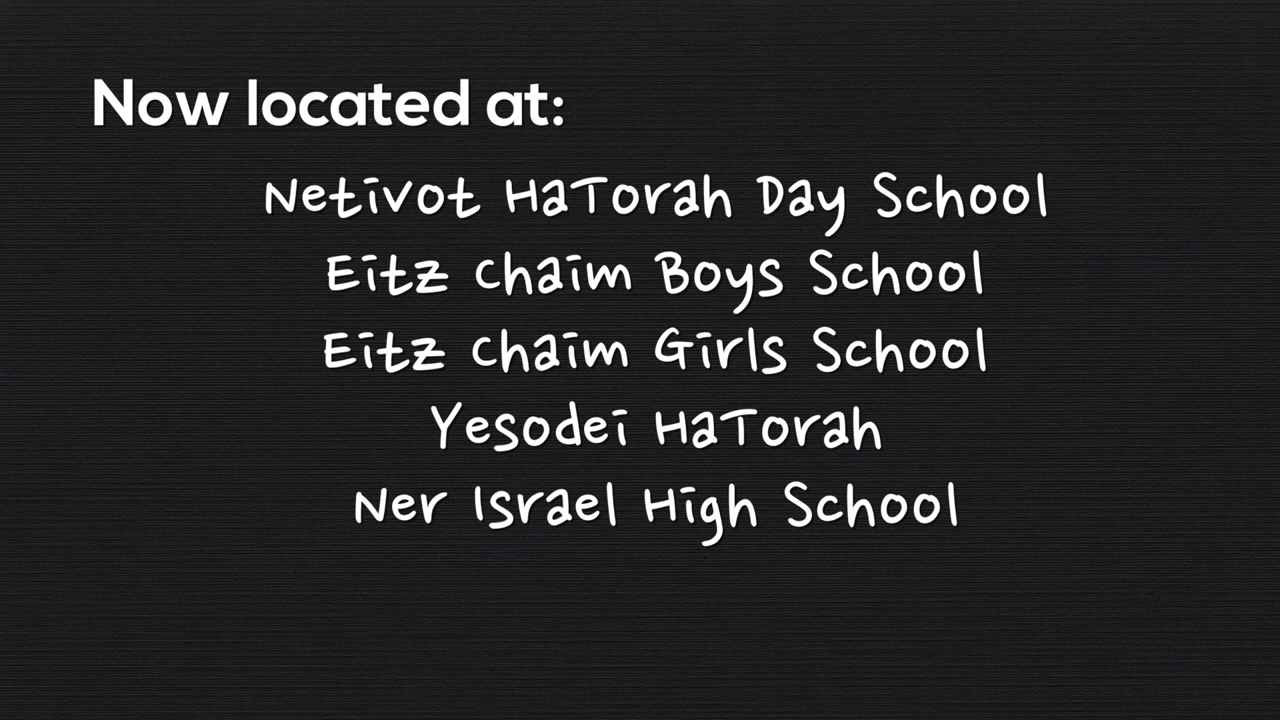 Now located at:
Netivot HaTorah Day School
Eitz Chaim Boys School
Eitz Chaim Girls School
Yesodei HaTorah
Ner Israel High School